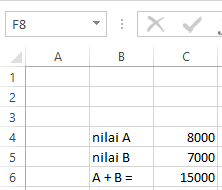 F8
A B C
1
2
3
4 nilai A 8000
5 nilai B 7000
6 A + B = 15000